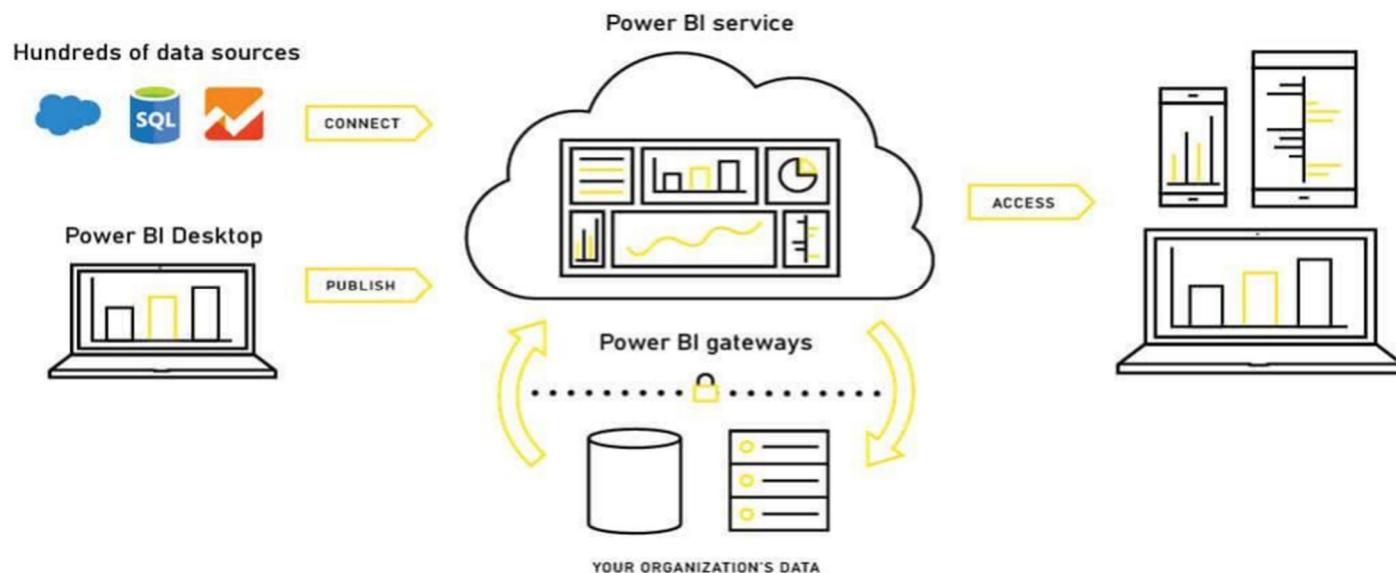 Power BI service
Hundreds of data sources
SQL
CONNECT
ACCESS
Power BI Desktop
PUBLISH
Power BI gateways
YOUR ORGANIZATION'S DATA